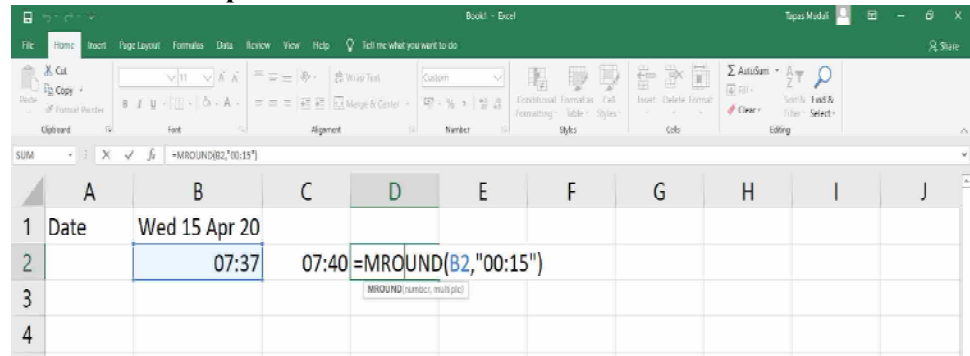 Book1 - Excel
Tapas Mudali
File Home Insert Page Layout Formulas Data Review View Help Tell me what you want to do
Share
Cut
Copy
Format Painter
Clipboard
11
Font
Wrap Text
Merge & Center
Alignment
Custom
Number
Conditional Formatting
Format as Table
Cell Styles
Styles
Insert Delete Format
Cells
AutoSum
Fill
Clear
Sort & Filter
Find & Select
Editing
SUM =MROUND(B2,"00:15")
A B C D E F G H I J
1 Date Wed 15 Apr 20
2 07:37 07:40 =MROUND(B2,"00:15")
MROUND(number, multiple)
3
4